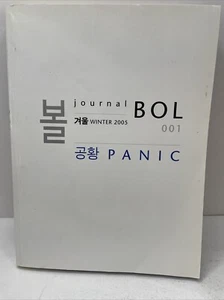 볼
journal BOL
겨울 WINTER 2005
001
공황 PANIC